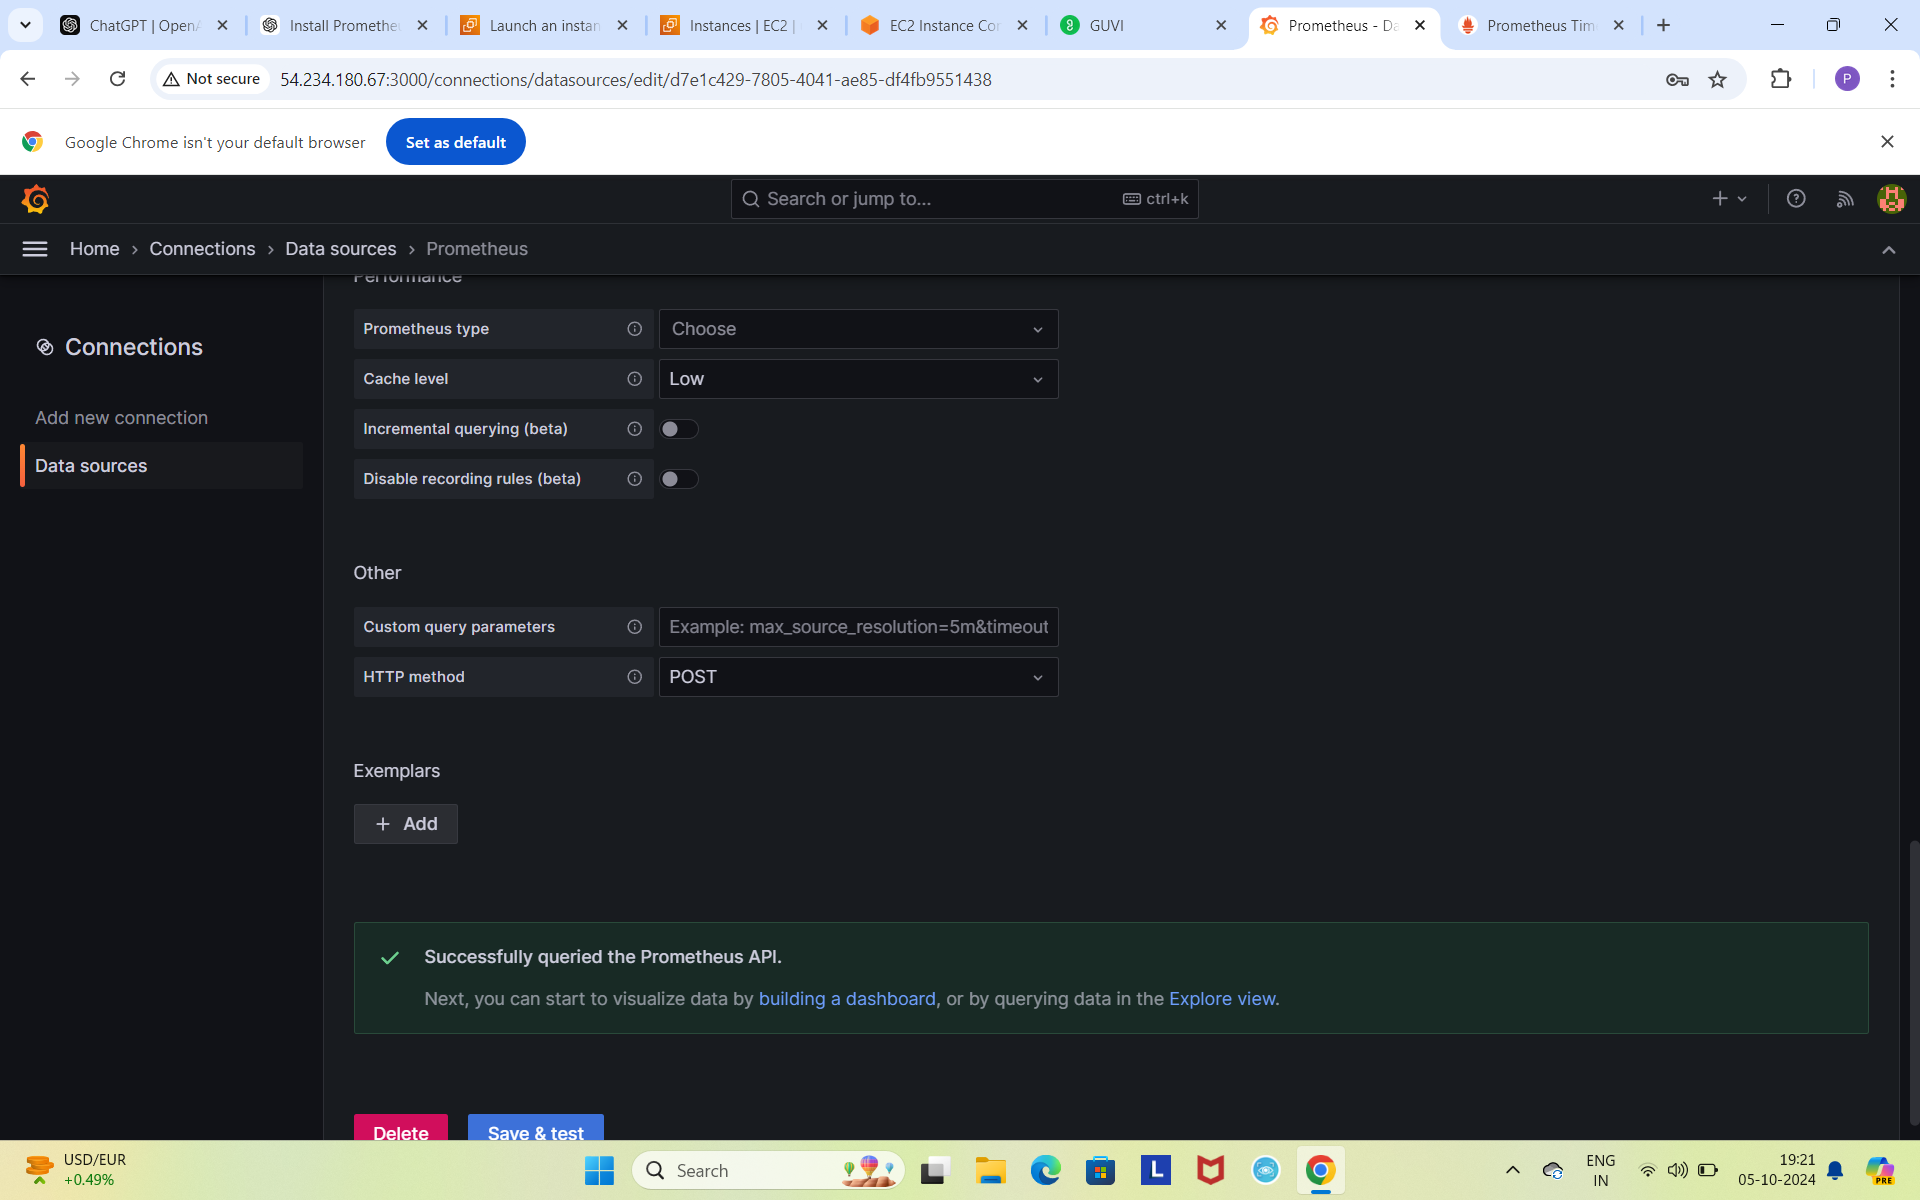 ChatGPT | OpenA
Install Prometheu
Launch an instan
Instances | EC2 |
EC2 Instance Con
GUVI
Prometheus - Da
Prometheus Time
Not secure
54.234.180.67:3000/connections/datasources/edit/d7e1c429-7805-4041-ae85-df4fb9551438
P
Google Chrome isn't your default browser
Set as default
Search or jump to...
ctrl+k
Home › Connections › Data sources › Prometheus
Performance
Connections
Add new connection
Data sources
Prometheus type
Choose
Cache level
Low
Incremental querying (beta)
Disable recording rules (beta)
Other
Custom query parameters
Example: max_source_resolution=5m&timeout
HTTP method
POST
Exemplars
+ Add
Successfully queried the Prometheus API.
Next, you can start to visualize data by building a dashboard, or by querying data in the Explore view.
Delete
Save & test
USD/EUR
+0.49%
Search
L
PRE
ENG
IN
19:21
05-10-2024